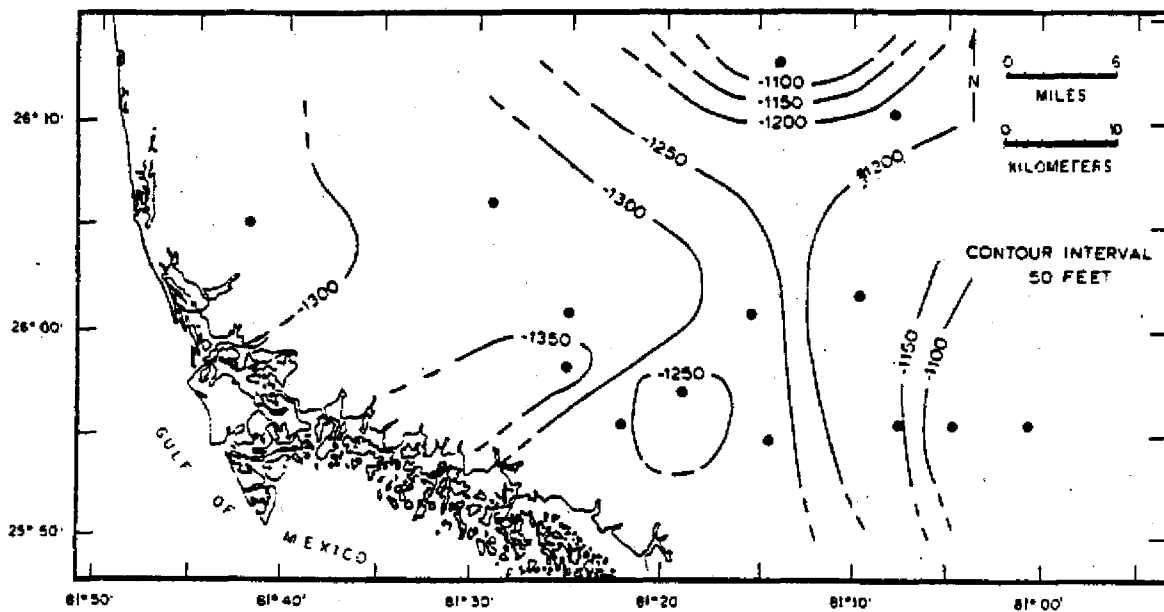 -1100
-1150
-1200
-1250
-1300
-1200
-1300
-1350
-1250
-1150
-1100
N
0 6
MILES
0 10
KILOMETERS
CONTOUR INTERVAL
50 FEET
GULF
OF
MEXICO
26° 10'
26° 00'
25° 50'
81° 50'
81° 40'
81° 30'
81° 20
81° 10'
81° 00'